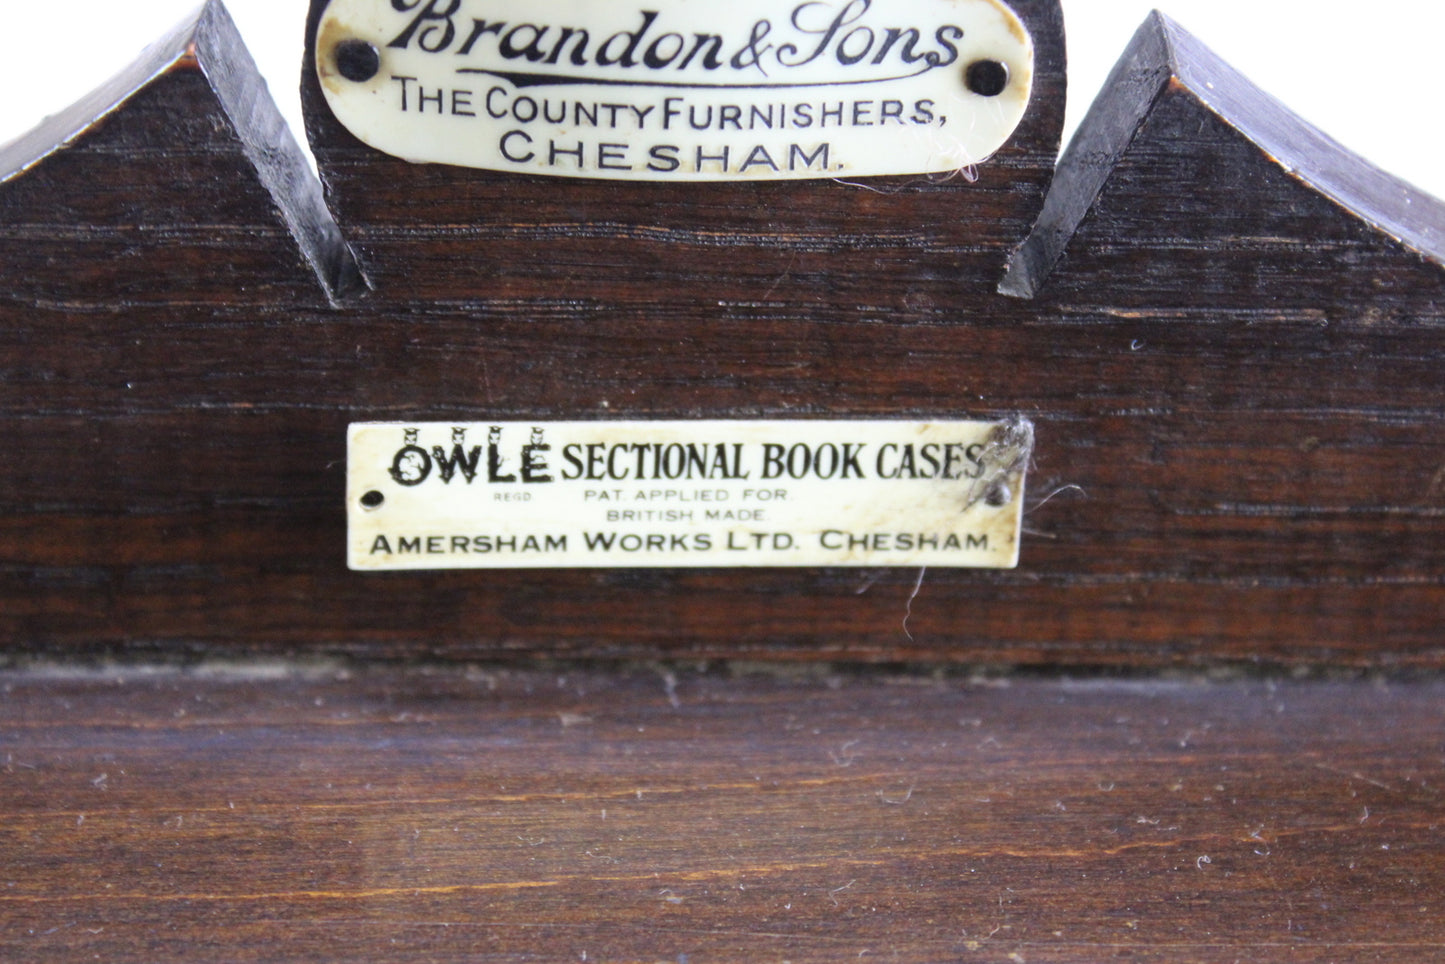 Brandon & Sons
THE COUNTY FURNISHERS,
CHESHAM.
OWLE SECTIONAL BOOK CASES
REGD. PAT. APPLIED FOR.
BRITISH MADE.
AMERSHAM WORKS LTD. CHESHAM.